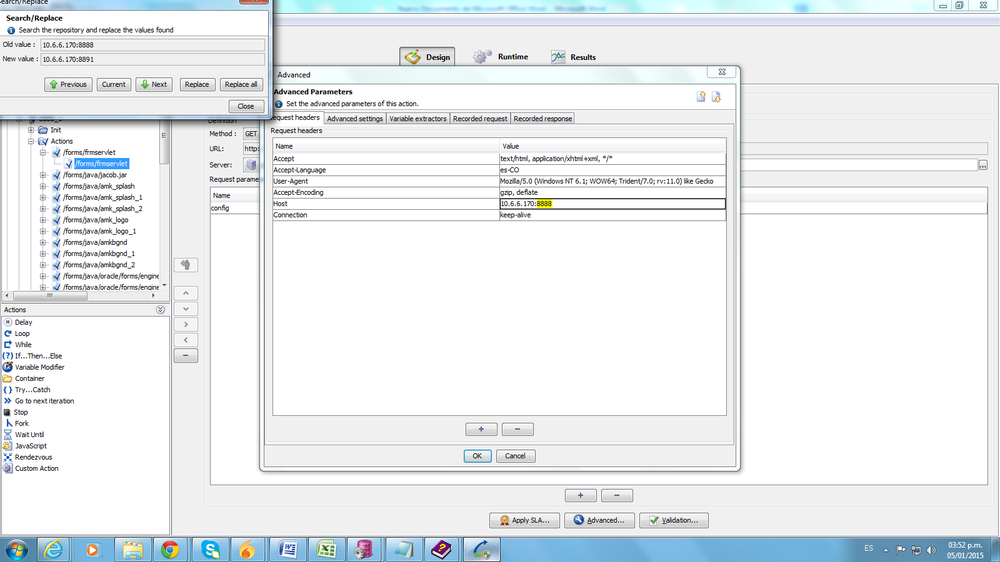 Search/Replace
Search/Replace
Search the repository and replace the values found
Old value :
10.6.6.170:8888
New value :
10.6.6.170:8891
Previous
Current
Next
Replace
Replace all
Close
Design
Runtime
Results
Init
Actions
/forms/frmservlet
/forms/frmservlet
/forms/java/jacob.jar
/forms/java/amk_splash
/forms/java/amk_splash_1
/forms/java/amk_splash_2
/forms/java/amk_logo
/forms/java/amk_logo_1
/forms/java/amkbgnd
/forms/java/amkbgnd_1
/forms/java/amkbgnd_2
/forms/java/oracle/forms/engine
/forms/java/oracle/forms/engine
Actions
Delay
Loop
While
If...Then...Else
Variable Modifier
Container
Try...Catch
Go to next iteration
Stop
Fork
Wait Until
JavaScript
Rendezvous
Custom Action
Definition
Method :
GET
URL:
http:
Server:
...
Request parame
Name
config
Advanced
Advanced Parameters
Set the advanced parameters of this action.
equest headers
Advanced settings
Variable extractors
Recorded request
Recorded response
Request headers
Name
Value
Accept
text/html, application/xhtml+xml, */*
Accept-Language
es-CO
User-Agent
Mozilla/5.0 (Windows NT 6.1; WOW64; Trident/7.0; rv:11.0) like Gecko
Accept-Encoding
gzip, deflate
Host
10.6.6.170:8888
Connection
keep-alive
+
−
OK
Cancel
+
−
Apply SLA...
Advanced...
Validation...
ES
03:52 p.m.
05/01/2015